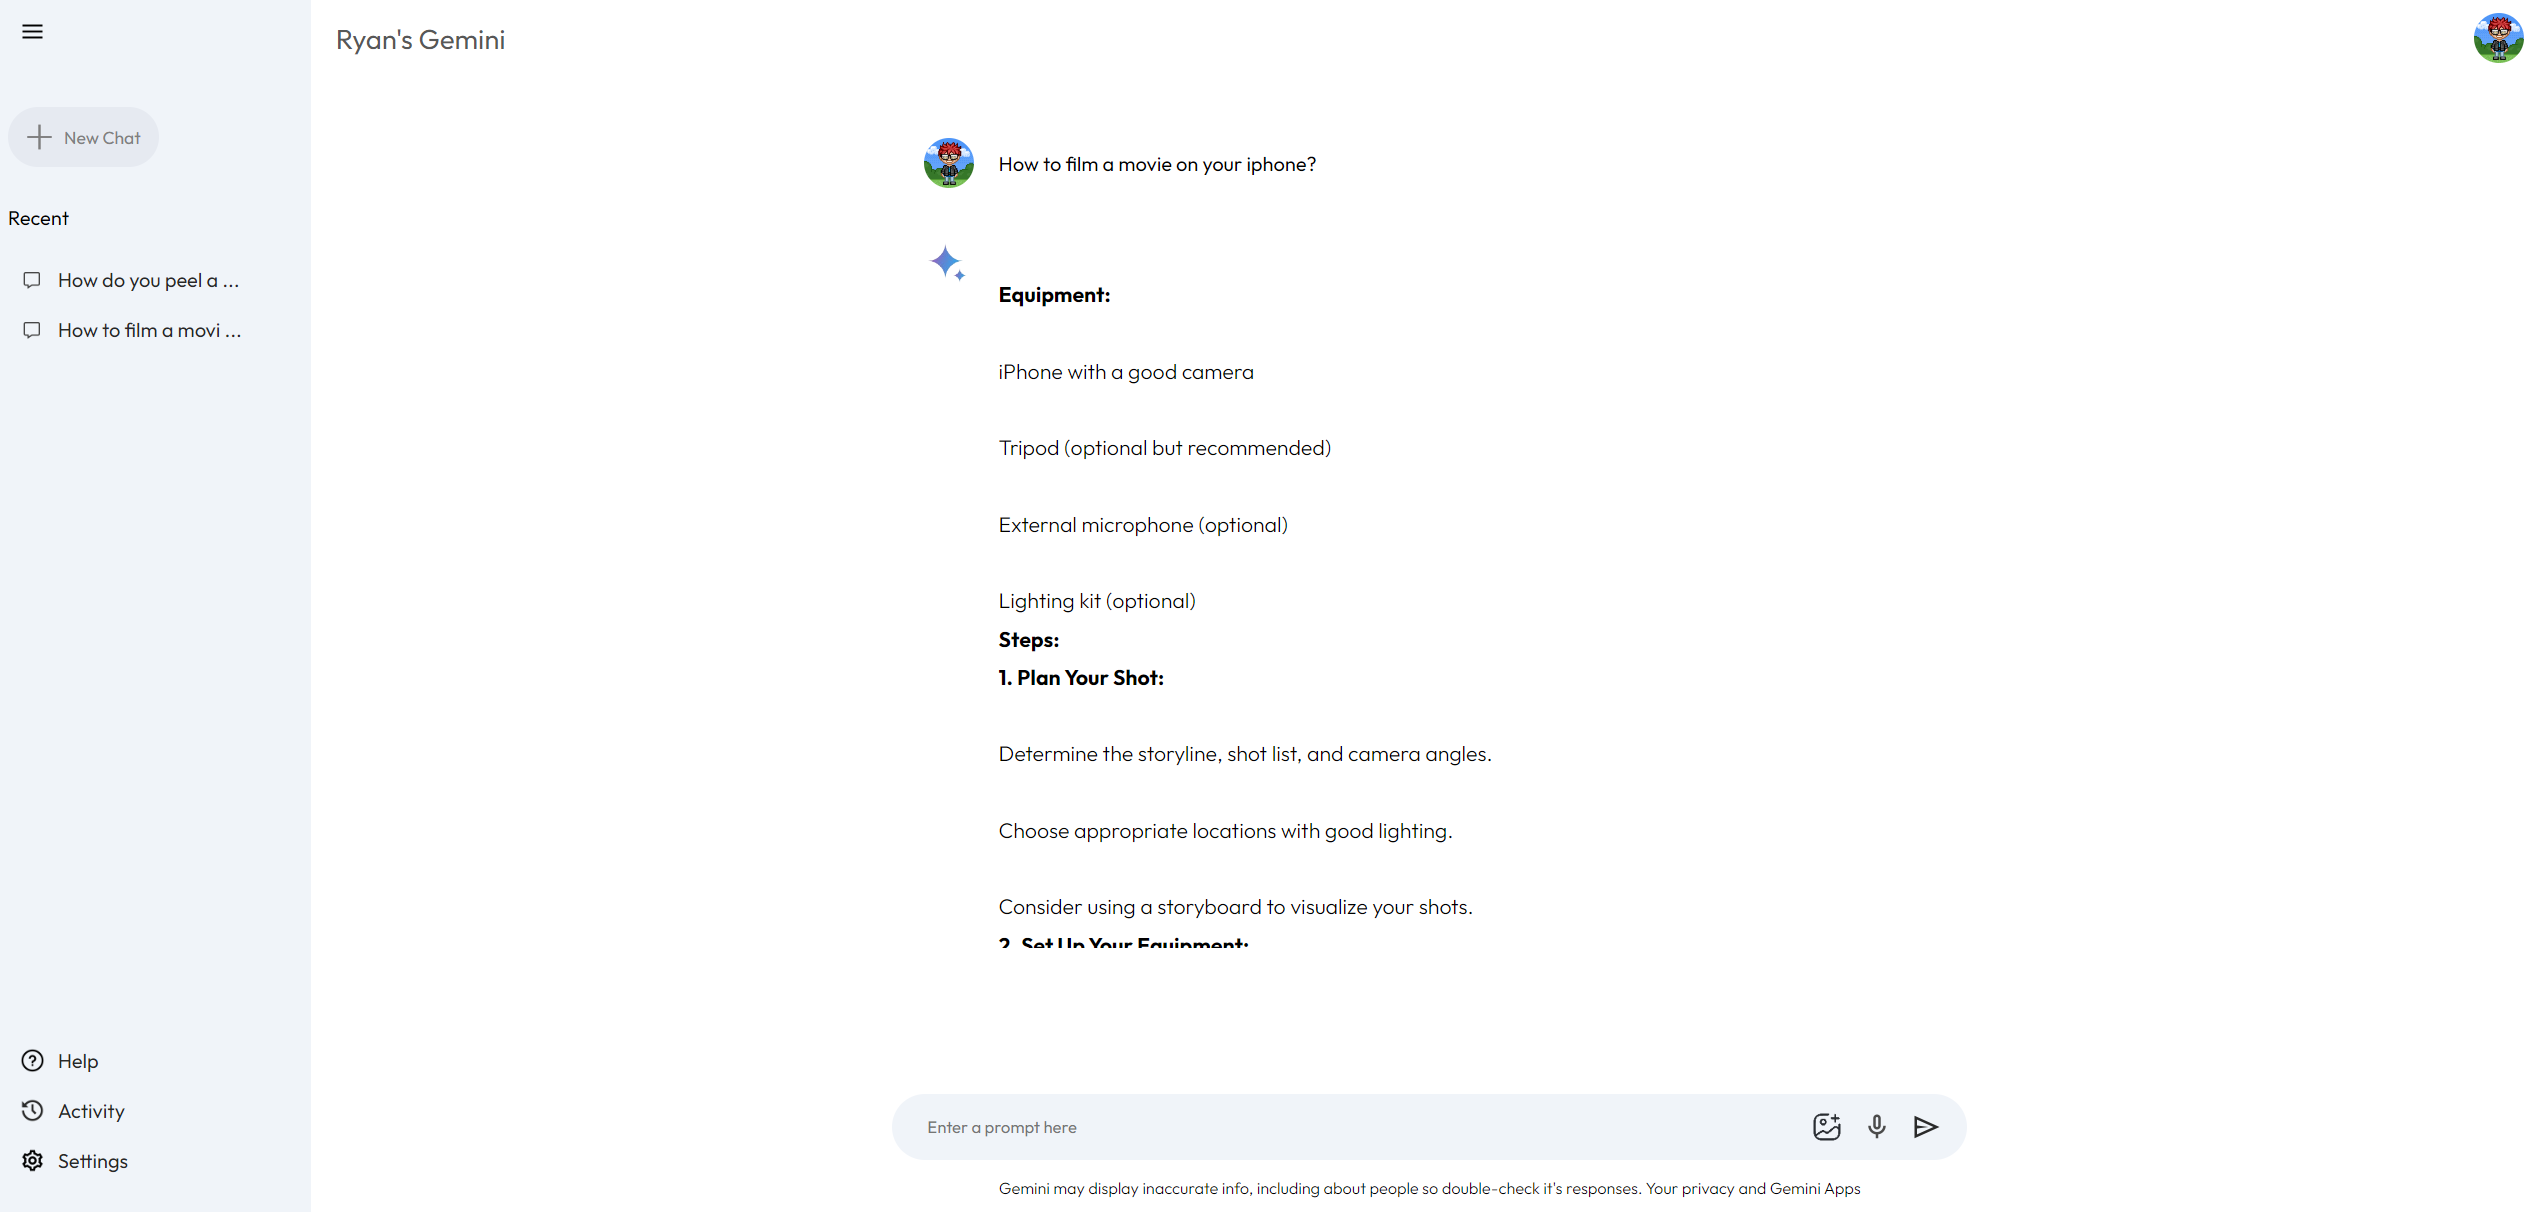 Ryan's Gemini
New Chat
Recent
How do you peel a ...
How to film a movi ...
Help
Activity
Settings
How to film a movie on your iphone?
Equipment:
iPhone with a good camera
Tripod (optional but recommended)
External microphone (optional)
Lighting kit (optional)
Steps:
1. Plan Your Shot:
Determine the storyline, shot list, and camera angles.
Choose appropriate locations with good lighting.
Consider using a storyboard to visualize your shots.
2. Set Up Your Equipment:
Enter a prompt here
Gemini may display inaccurate info, including about people so double-check it's responses. Your privacy and Gemini Apps